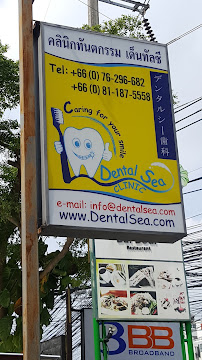 คลินิกทันตกรรม เด็นทัลซี
Tel: +66 (0) 76-296-682
+66 (0) 81-187-5558
デンタルシー歯科
Caring for your smile
Dental Sea
CLINIC
e-mail: info@dentalsea.com
www.DentalSea.com
Restaurant
BB
BROADBAND